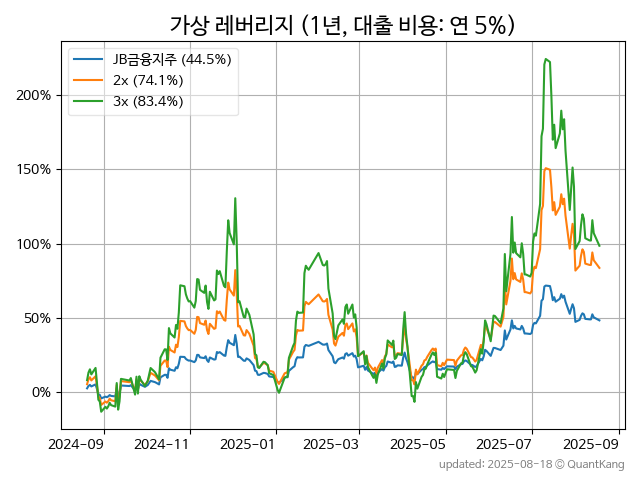 가상 레버리지 (1년, 대출 비용: 연 5%)
JB금융지주 (44.5%)
2x (74.1%)
3x (83.4%)
200%
150%
100%
50%
0%
2024-09 2024-11 2025-01 2025-03 2025-05 2025-07 2025-09
updated: 2025-08-18 © QuantKang